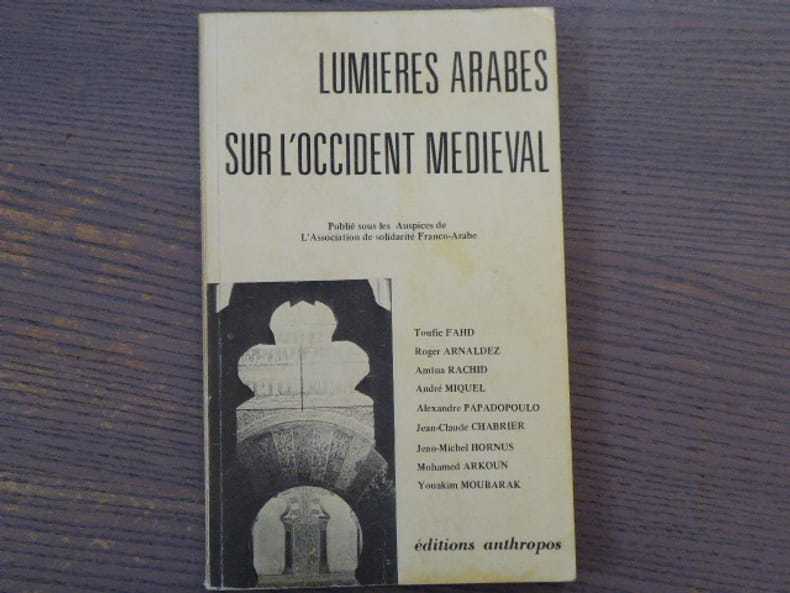 LUMIERES ARABES
SUR L'OCCIDENT MEDIEVAL
Publié sous les Auspices de
L'Association de solidarité Franco-Arabe
Toufic FAHD
Roger ARNALDEZ
Amina RACHID
André MIQUEL
Alexandre PAPADOPOULO
Jean-Claude CHABRIER
Jean-Michel HORNUS
Mohamed ARKOUN
Youakim MOUBARAK
éditions anthropos